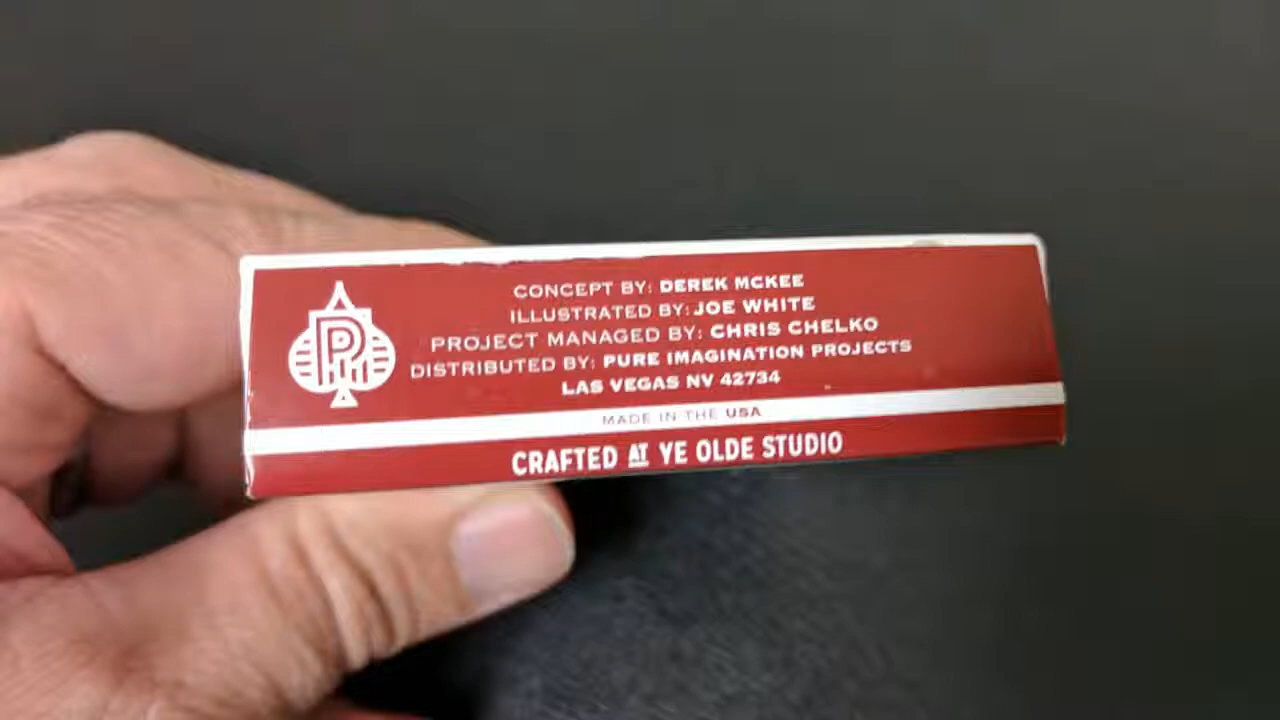 CONCEPT BY: DEREK MCKEE
ILLUSTRATED BY: JOE WHITE
PROJECT MANAGED BY: CHRIS CHELKO
DISTRIBUTED BY: PURE IMAGINATION PROJECTS
LAS VEGAS NV 42734
MADE IN THE USA
CRAFTED AT YE OLDE STUDIO